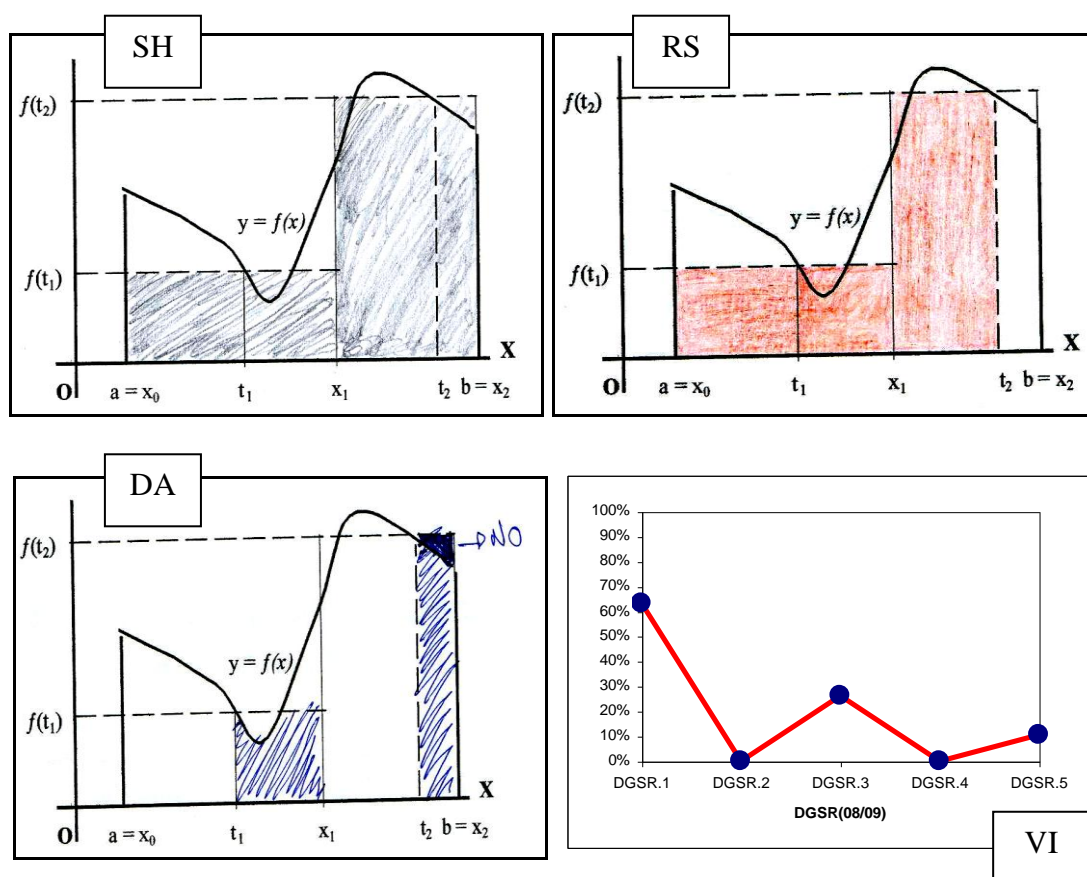 SH
f(t₂)
y = f(x)
f(t₁)
X
O a = x₀ t₁ x₁ t₂ b = x₂
RS
f(t₂)
y = f(x)
f(t₁)
X
O a = x₀ t₁ x₁ t₂ b = x₂
DA
f(t₂)
NO
y = f(x)
f(t₁)
X
O a = x₀ t₁ x₁ t₂ b = x₂
100%
90%
80%
70%
60%
50%
40%
30%
20%
10%
0%
DGSR.1 DGSR.2 DGSR.3 DGSR.4 DGSR.5
DGSR(08/09)
VI